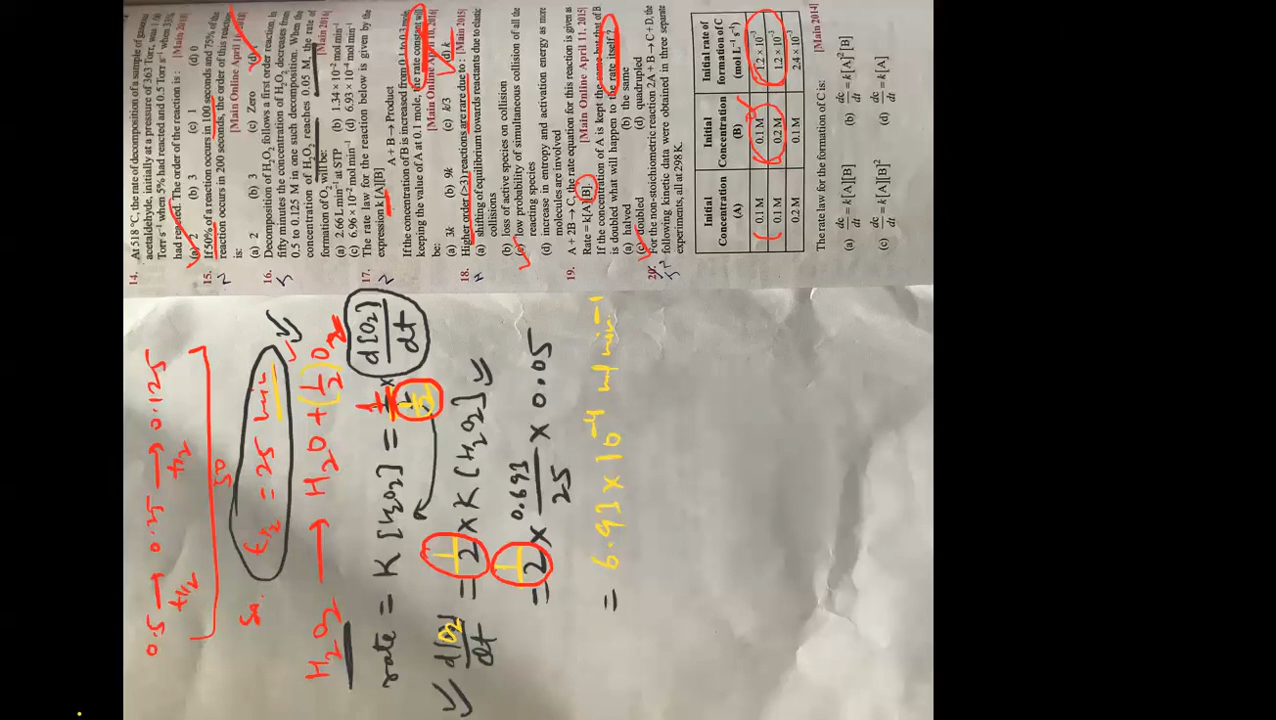 14. At 518 °C, the rate of decomposition of a sample of gaseous
acetaldehyde, initially at a pressure of 363 Torr, was 1.00
Torr s⁻¹ when 5% had reacted and 0.5 Torr s⁻¹ when 33%
had reacted. The order of the reaction is : [Main 2018]
(a) 2 (b) 3 (c) 1 (d) 0
15. If 50% of a reaction occurs in 100 seconds and 75% of the
reaction occurs in 200 seconds, the order of this reaction
is: [Main Online April
(a) 2 (b) 3 (c) Zero (d) 1
16. Decomposition of H₂O₂ follows a first order reaction. In
fifty minutes the concentration of H₂O₂ decreases from
0.5 to 0.125 M in one such decomposition. When the
concentration of H₂O₂ reaches 0.05 M, the rate of
formation of O₂ will be: [Main 2016]
(a) 2.66 L min⁻¹ at STP (b) 1.34 × 10⁻² mol min⁻¹
(c) 6.96 × 10⁻² mol min⁻¹ (d) 6.93 × 10⁻⁴ mol min⁻¹
17. The rate law for the reaction below is given by the
expression k [A][B]
A + B → Product
If the concentration of B is increased from 0.1 to 0.3 mole,
keeping the value of A at 0.1 mole, the rate constant will
be: [Main Online April 10, 2016]
(a) 3k (b) 9k (c) k/3 (d) k
18. Higher order (>3) reactions are rare due to : [Main 2015]
(a) shifting of equilibrium towards reactants due to elastic
collisions
(b) loss of active species on collision
(c) low probability of simultaneous collision of all the
reacting species
(d) increase in entropy and activation energy as more
molecules are involved
19. A + 2B → C, the rate equation for this reaction is given as
Rate = k[A][B]. [Main Online April 11, 2015]
If the concentration of A is kept the same but that of B
is doubled what will happen to the rate itself ?
(a) halved (b) the same
(c) doubled (d) quadrupled
20. For the non-stoichiometric reaction 2A + B → C + D, the
following kinetic data were obtained in three separate
experiments, all at 298 K.
Initial Concentration (A) Initial Concentration (B) Initial rate of formation of C (mol L⁻¹ s⁻¹)
0.1 M 0.1 M 1.2 × 10⁻³
0.1 M 0.2 M 1.2 × 10⁻³
0.2 M 0.1 M 2.4 × 10⁻³
The rate law for the formation of C is: [Main 2014]
(a) dc/dt = k[A][B] (b) dc/dt = k[A]²[B]
(c) dc/dt = k[A][B]² (d) dc/dt = k[A]
0.5 → 0.25 → 0.125
t1/2 t1/2
50
So. t1/2 = 25 min
H2O2 → H2O + (1/2) O2
rate = K [H2O2] = 1/(1/2) × d[O2]/dt
d[O2]/dt = 1/2 × K [H2O2]
= 1/2 × 0.693/25 × 0.05
= 6.93 × 10⁻⁴ m/min⁻¹